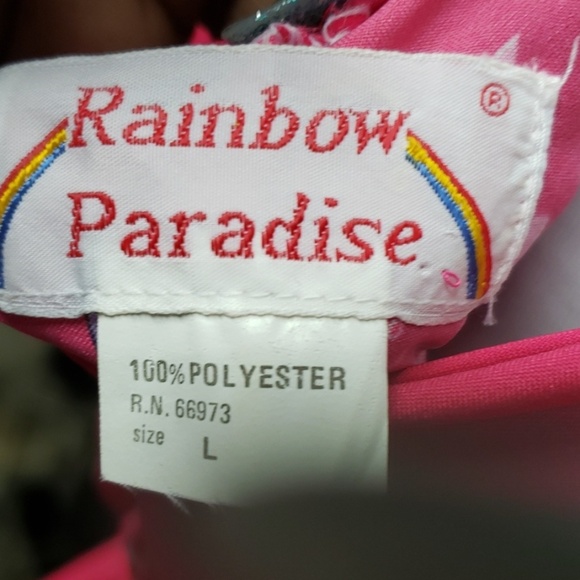 Rainbow ®
Paradise
100% POLYESTER
R.N. 66973
size L